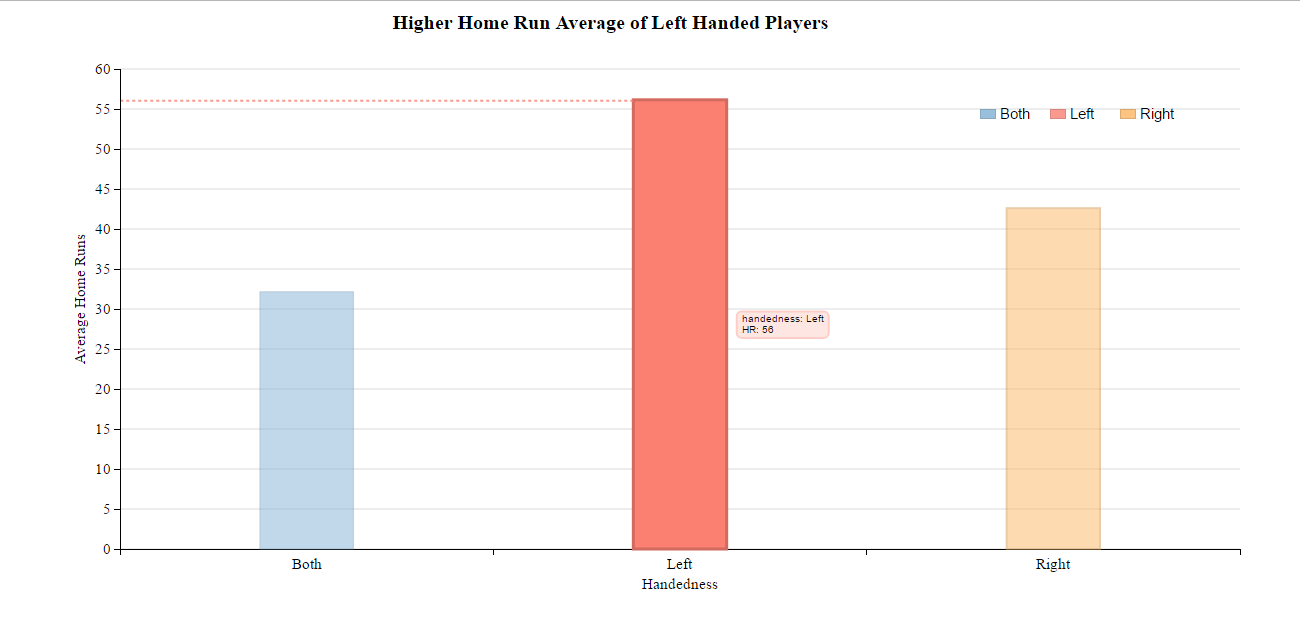 Higher Home Run Average of Left Handed Players
60
55
50
45
40
35
30
25
20
15
10
5
0
Average Home Runs
Both Left Right
handedness: Left
HR: 56
Both Left Right
Handedness